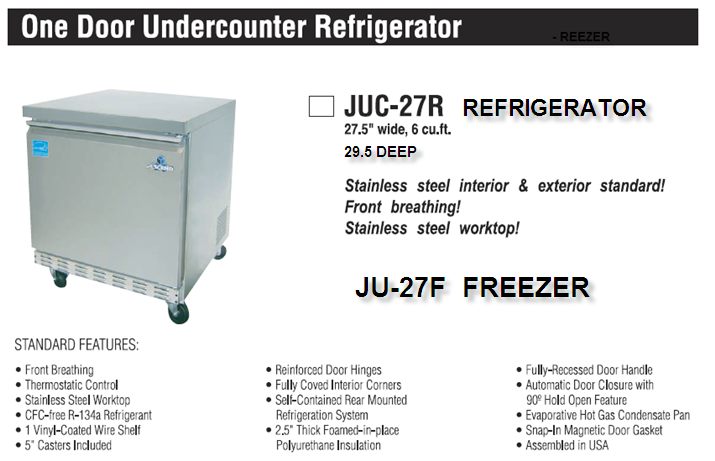 One Door Undercounter Refrigerator
- REEZER
JUC-27R REFRIGERATOR
27.5" wide, 6 cu.ft.
29.5 DEEP
Stainless steel interior & exterior standard!
Front breathing!
Stainless steel worktop!
JU-27F FREEZER
STANDARD FEATURES:
• Front Breathing
• Thermostatic Control
• Stainless Steel Worktop
• CFC-free R-134a Refrigerant
• 1 Vinyl-Coated Wire Shelf
• 5" Casters Included
• Reinforced Door Hinges
• Fully Coved Interior Corners
• Self-Contained Rear Mounted
Refrigeration System
• 2.5" Thick Foamed-in-place
Polyurethane Insulation
• Fully-Recessed Door Handle
• Automatic Door Closure with
90º Hold Open Feature
• Evaporative Hot Gas Condensate Pan
• Snap-In Magnetic Door Gasket
• Assembled in USA